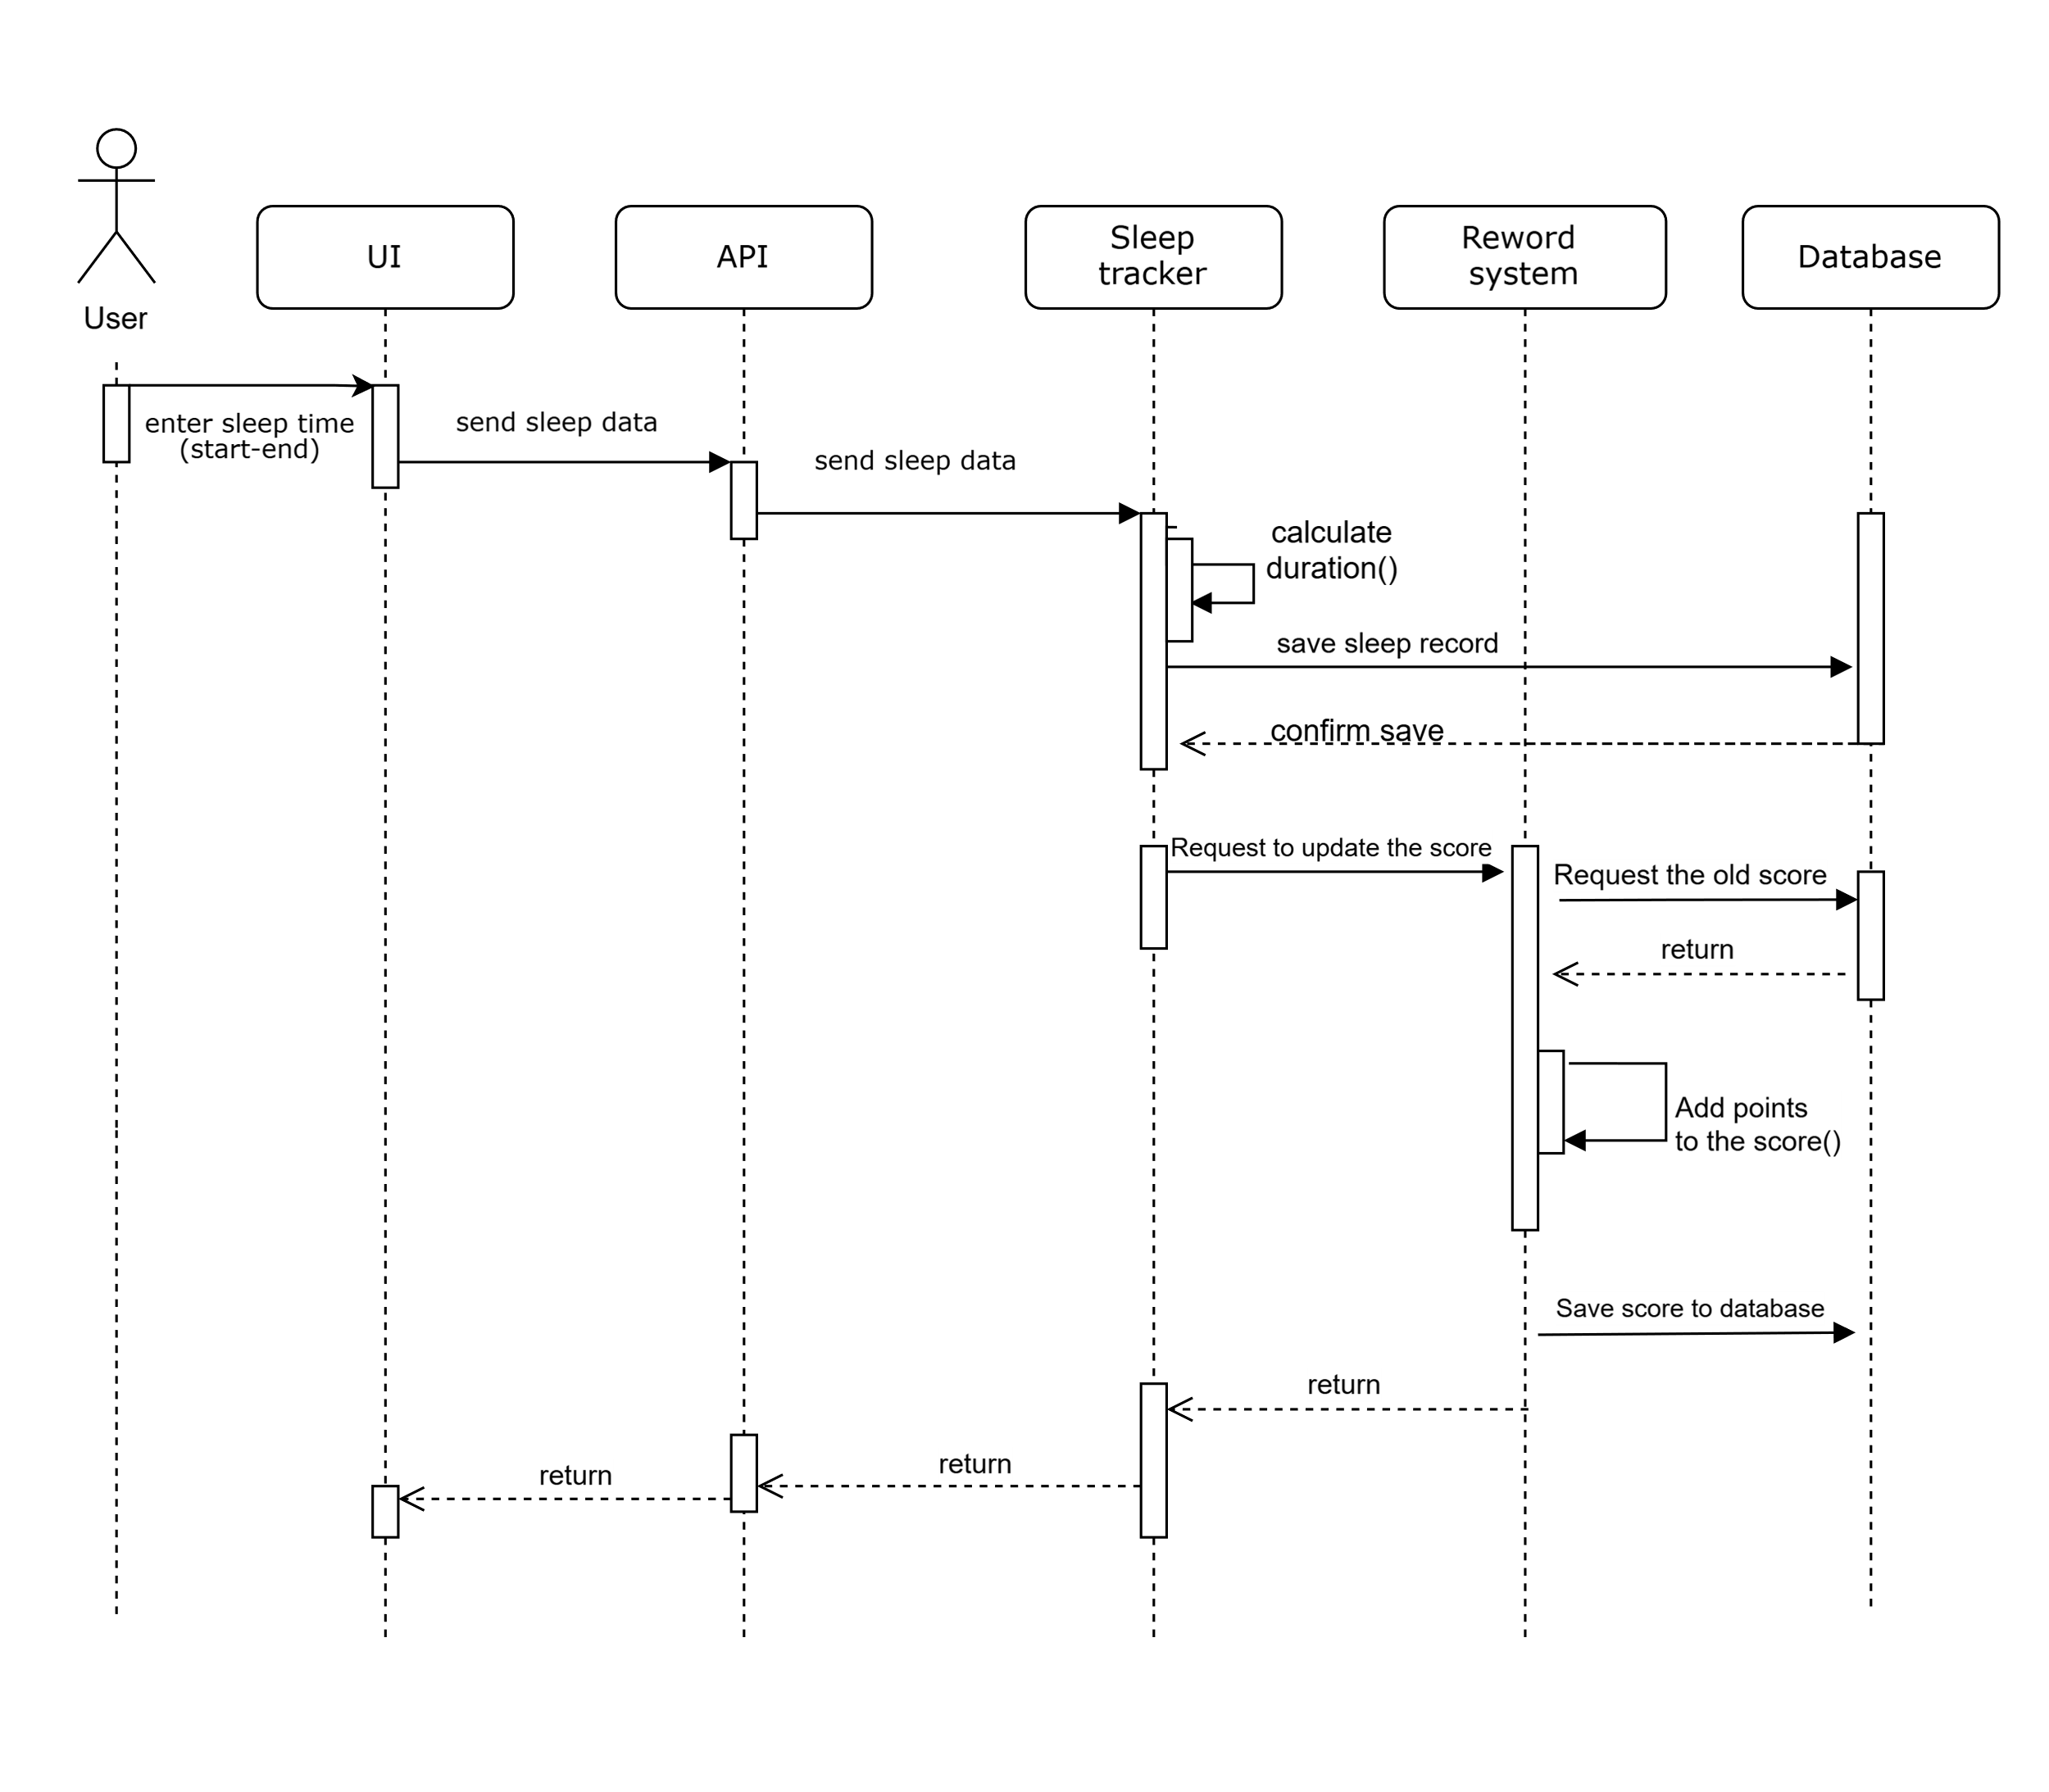 User
UI
API
Sleep
tracker
Reword
system
Database
enter sleep time
(start-end)
send sleep data
send sleep data
calculate
duration()
save sleep record
confirm save
Request to update the score
Request the old score
return
Add points
to the score()
Save score to database
return
return
return